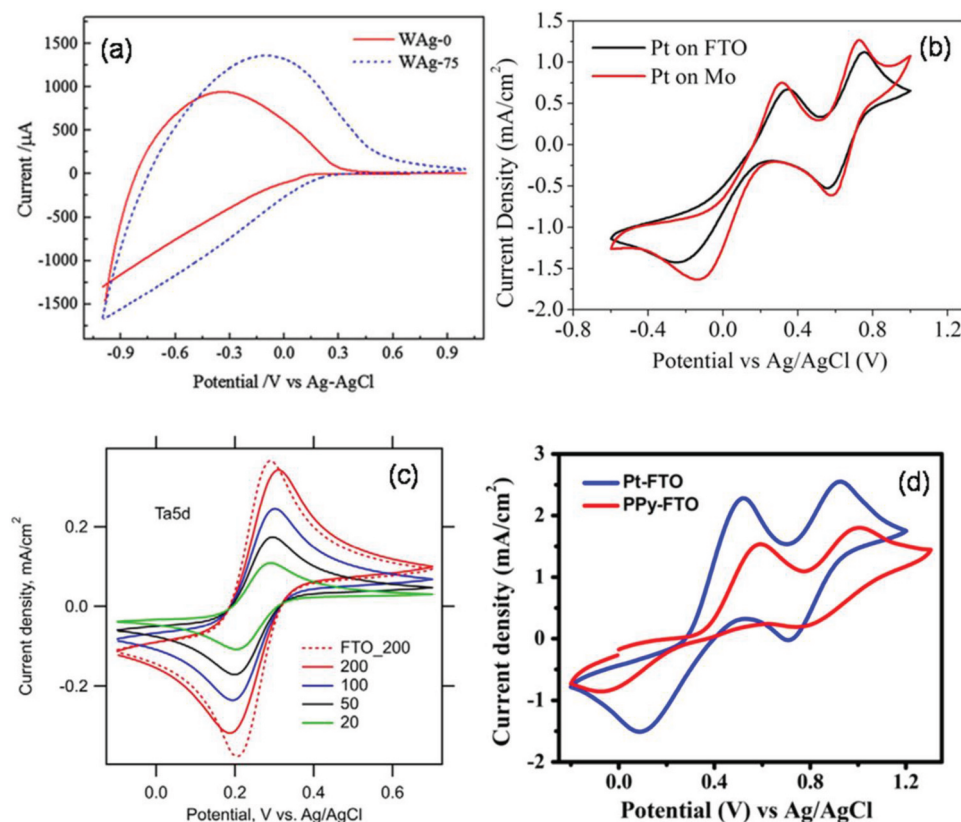 (a)
WAg-0
WAg-75
1500
1000
500
0
-500
-1000
-1500
Current /μA
-0.9 -0.6 -0.3 0.0 0.3 0.6 0.9
Potential /V vs Ag-AgCl
(b)
Pt on FTO
Pt on Mo
1.5
1.0
0.5
0.0
-0.5
-1.0
-1.5
-2.0
Current Density (mA/cm²)
-0.8 -0.4 0.0 0.4 0.8 1.2
Potential vs Ag/AgCl (V)
(c)
Ta5d
0.2
0.0
-0.2
Current density, mA/cm²
FTO_200
200
100
50
20
0.0 0.2 0.4 0.6
Potential, V vs. Ag/AgCl
(d)
Pt-FTO
PPy-FTO
3
2
1
0
-1
-2
Current density (mA/cm²)
0.0 0.4 0.8 1.2
Potential (V) vs Ag/AgCl